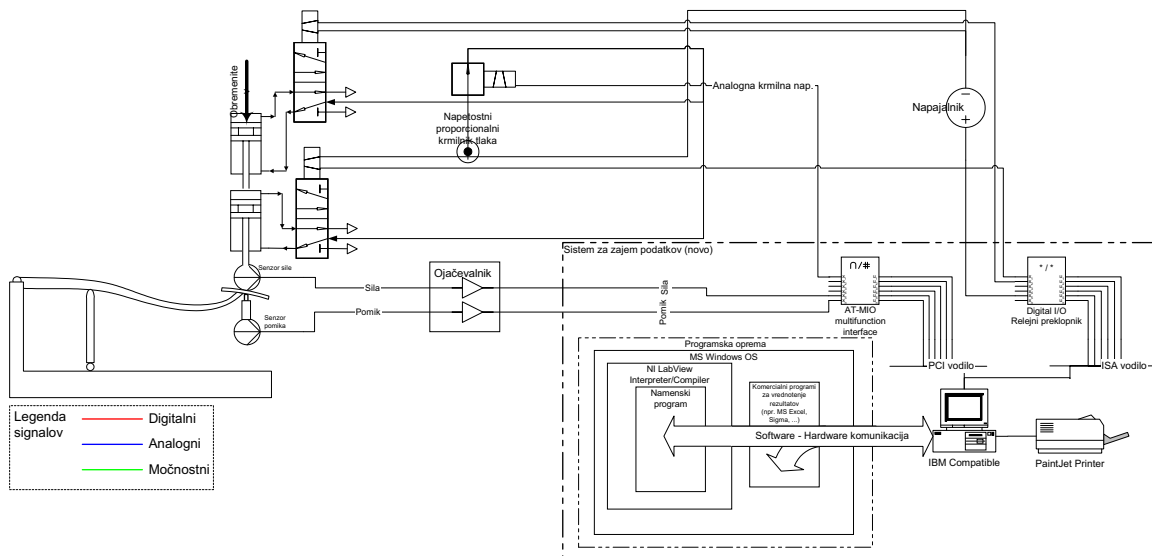 Obremenite
Napetostni
proporcionalni
krmilnik tlaka
Analogna krmilna nap.
Napajalnik
−
+
Sistem za zajem podatkov (novo)
Senzor sile
Senzor
pomika
Sila
Pomik
Ojačevalnik
Sila
Pomik
∩/#
AT-MIO
multifunction
interface
* / *
Digital I/O
Relejni preklopnik
PCI vodilo
ISA vodilo
Programska oprema
MS Windows OS
NI LabView
Interpreter/Compiler
Namenski
program
Komercialni programi
za vrednotenje
rezultatov
(npr. MS Excel,
Sigma, ...)
Software - Hardware komunikacija
IBM Compatible
PaintJet Printer
Legenda
signalov
Digitalni
Analogni
Močnostni